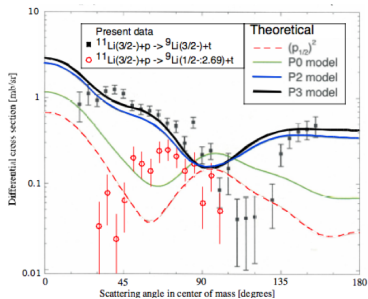 10
1
0.1
0.01
Differential cross section [mb/sr]
Present data
11Li(3/2-)+p -> 9Li(3/2-)+t
11Li(3/2-)+p -> 9Li(1/2-:2.69)+t
Theoretical
(p1/2)2
P0 model
P2 model
P3 model
0 45 90 135 180
Scattering angle in center of mass [degrees]